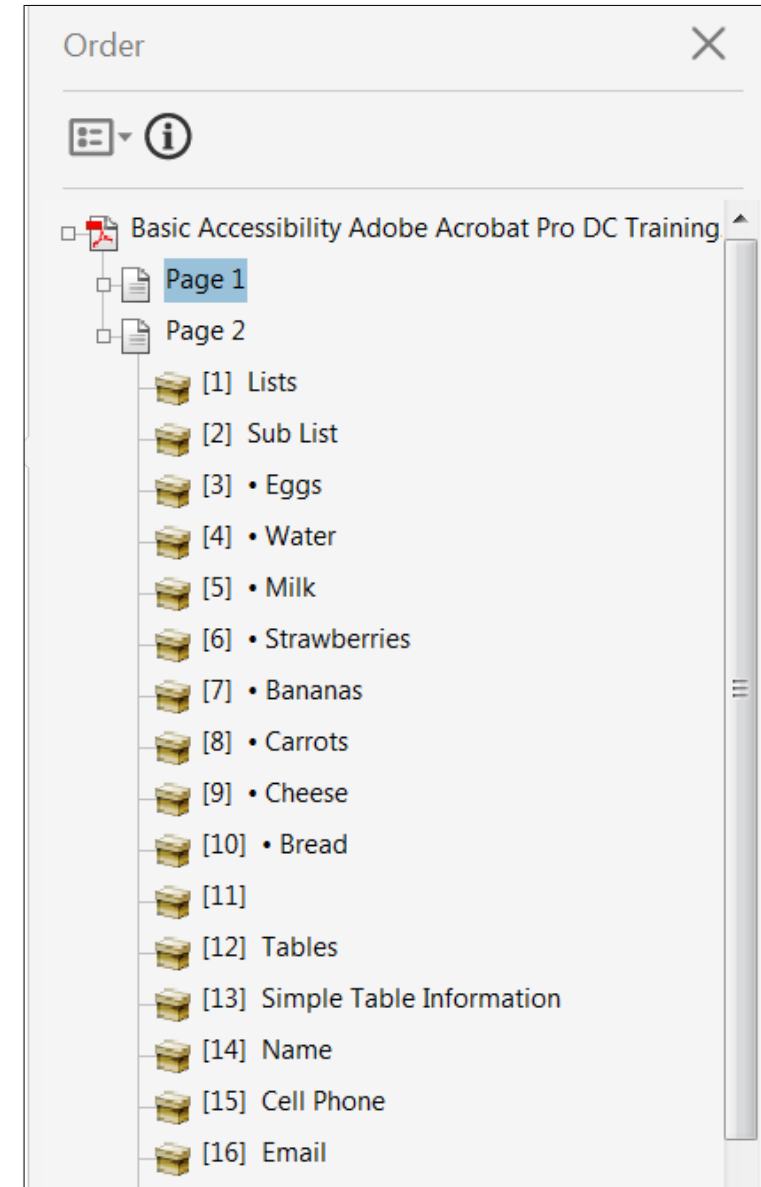 Order
Basic Accessibility Adobe Acrobat Pro DC Training
Page 1
Page 2
[1] Lists
[2] Sub List
[3] • Eggs
[4] • Water
[5] • Milk
[6] • Strawberries
[7] • Bananas
[8] • Carrots
[9] • Cheese
[10] • Bread
[11]
[12] Tables
[13] Simple Table Information
[14] Name
[15] Cell Phone
[16] Email